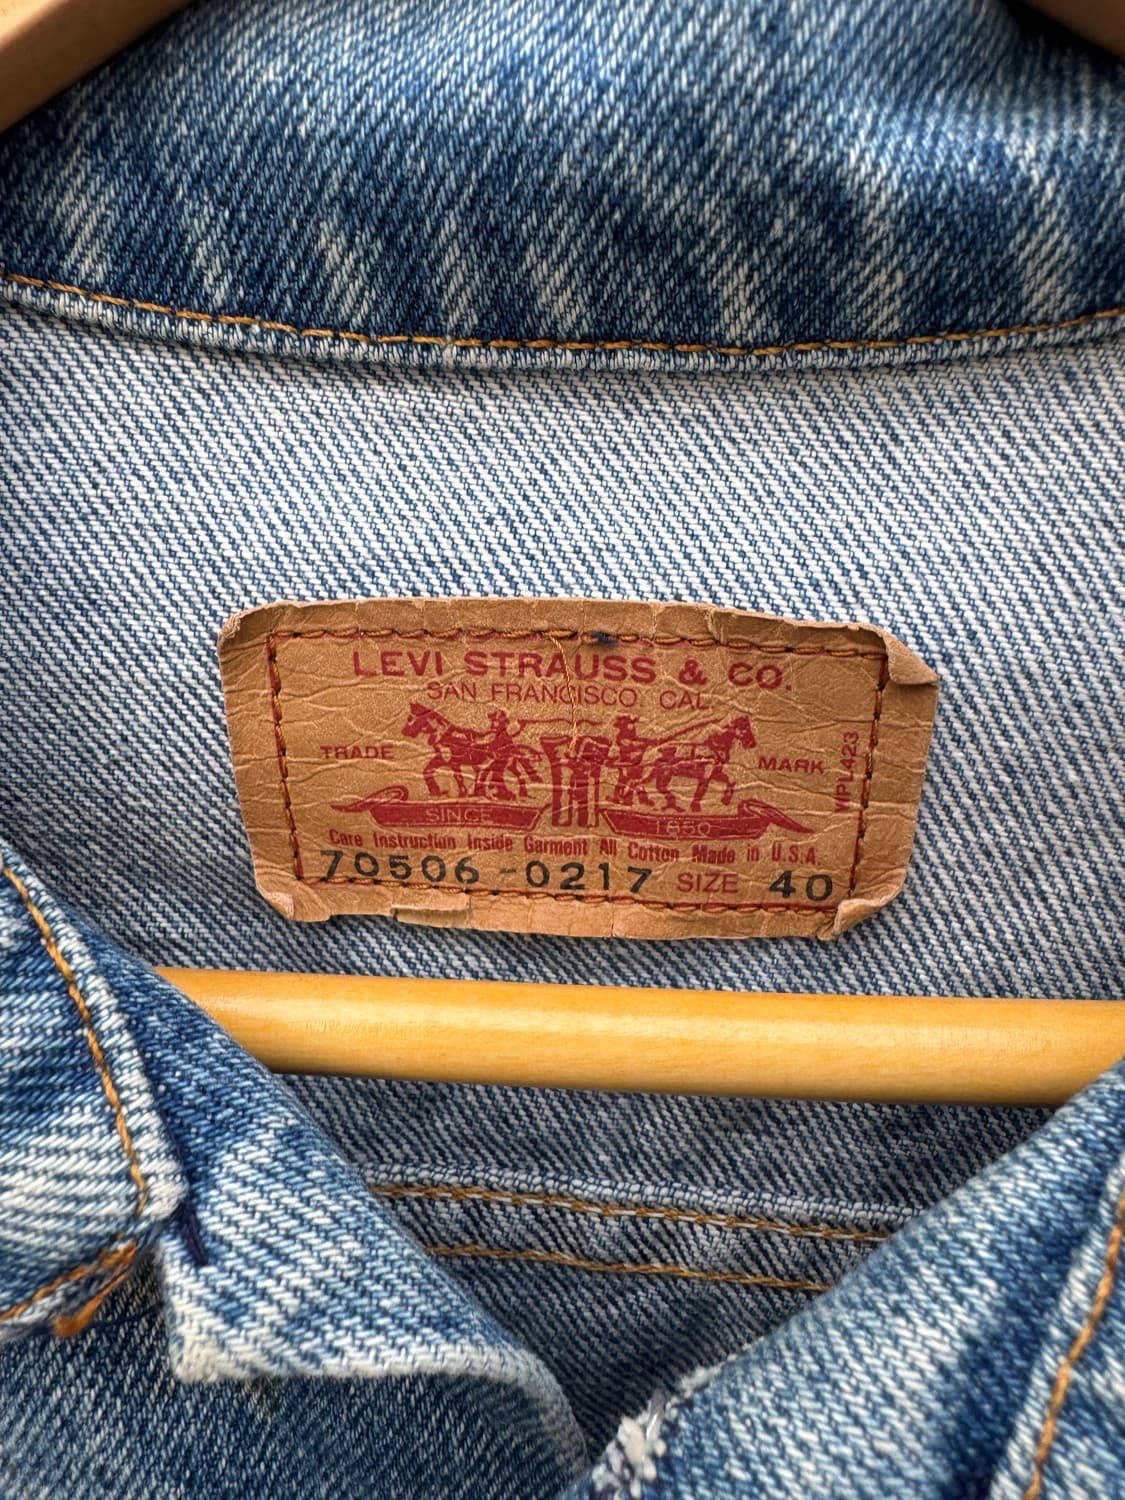 LEVI STRAUSS & CO.
SAN FRANCISCO CAL.
TRADE MARK
WPL423
SINCE 1850
Care Instruction Inside Garment All Cotton Made in U.S.A.
70506-0217 SIZE 40